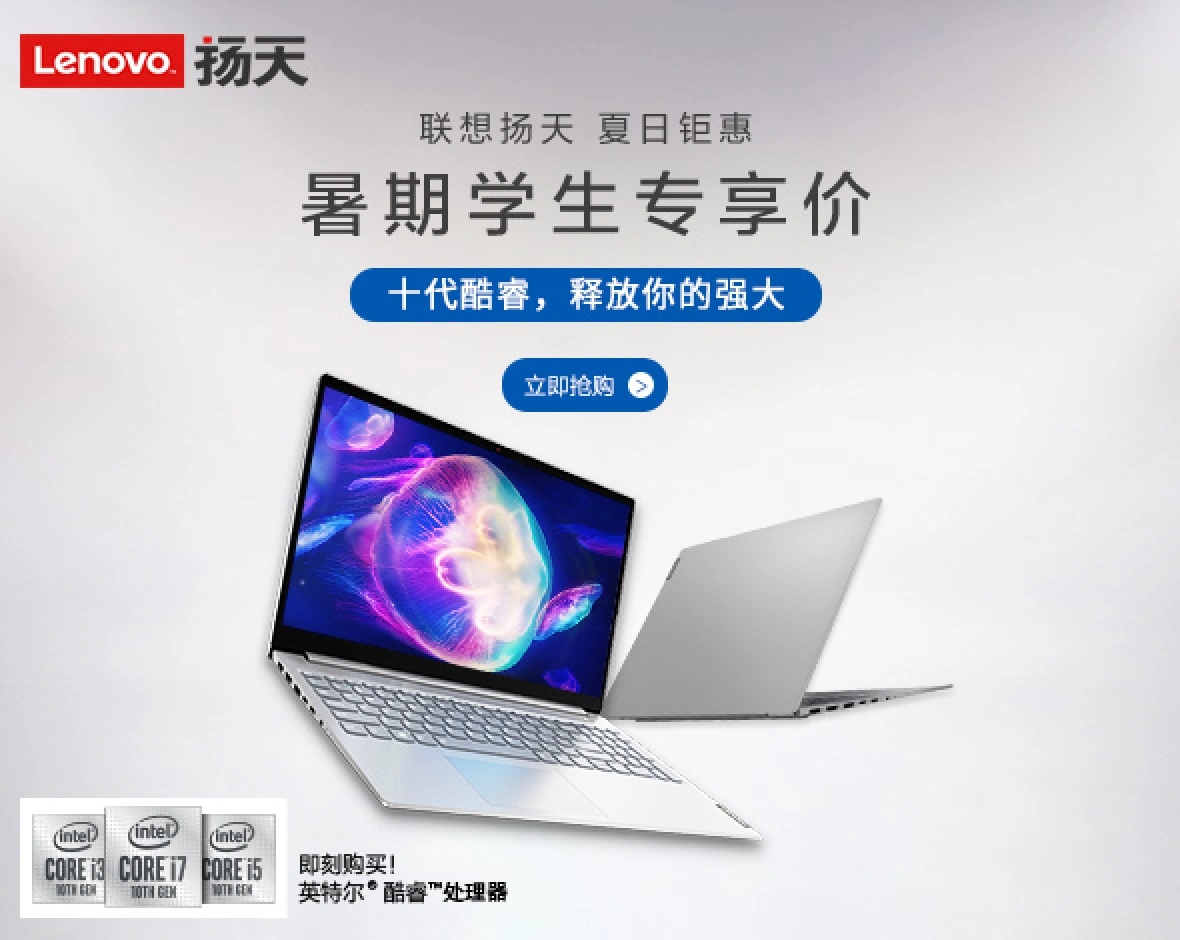 Lenovo 扬天
联想扬天 夏日钜惠
暑期学生专享价
十代酷睿，释放你的强大
立即抢购 >
intel CORE i3 10TH GEN
intel CORE i7 10TH GEN
intel CORE i5 10TH GEN
即刻购买！
英特尔® 酷睿™处理器